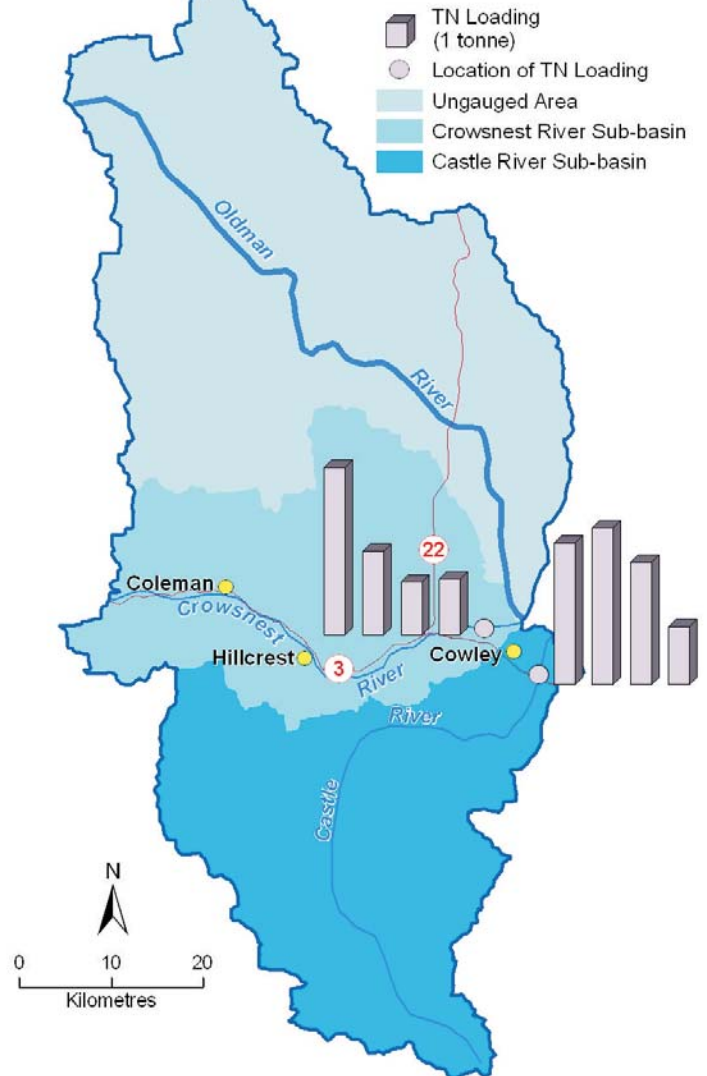 TN Loading
(1 tonne)
Location of TN Loading
Ungauged Area
Crowsnest River Sub-basin
Castle River Sub-basin
Oldman
River
22
Coleman
Crowsnest
Hillcrest
3
River
Cowley
River
Castle
N
0 10 20
Kilometres